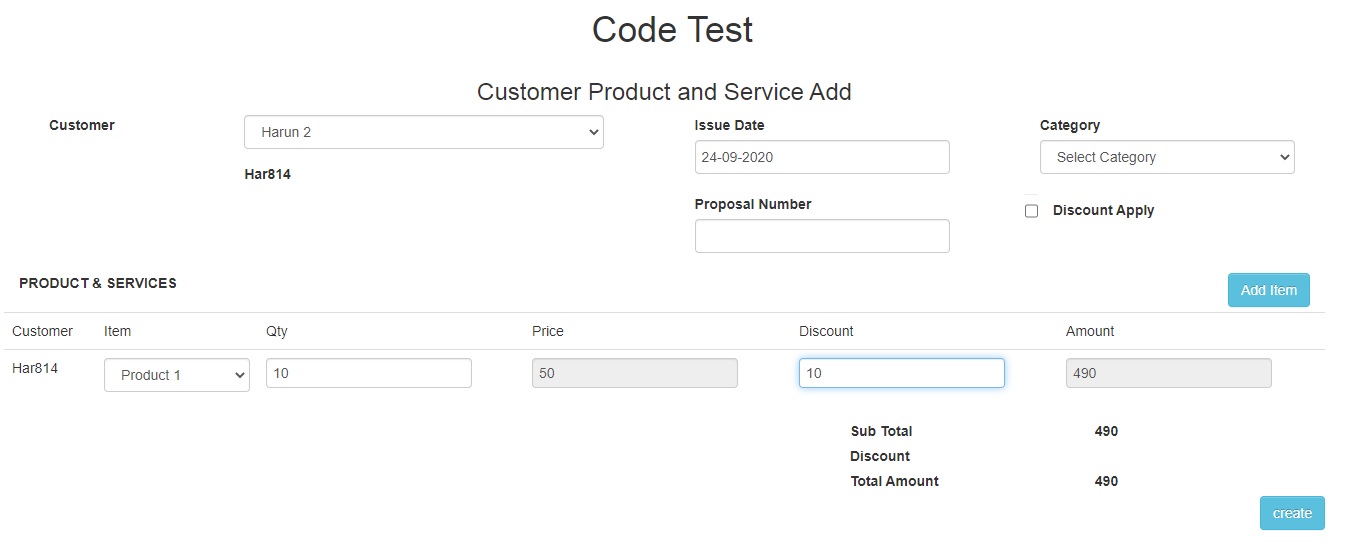 Code Test
Customer Product and Service Add
Customer
Harun 2
Har814
Issue Date
24-09-2020
Category
Select Category
Proposal Number
Discount Apply
PRODUCT & SERVICES
Add Item
Customer Item Qty Price Discount Amount
Har814 Product 1 10 50 10 490
Sub Total 490
Discount
Total Amount 490
create